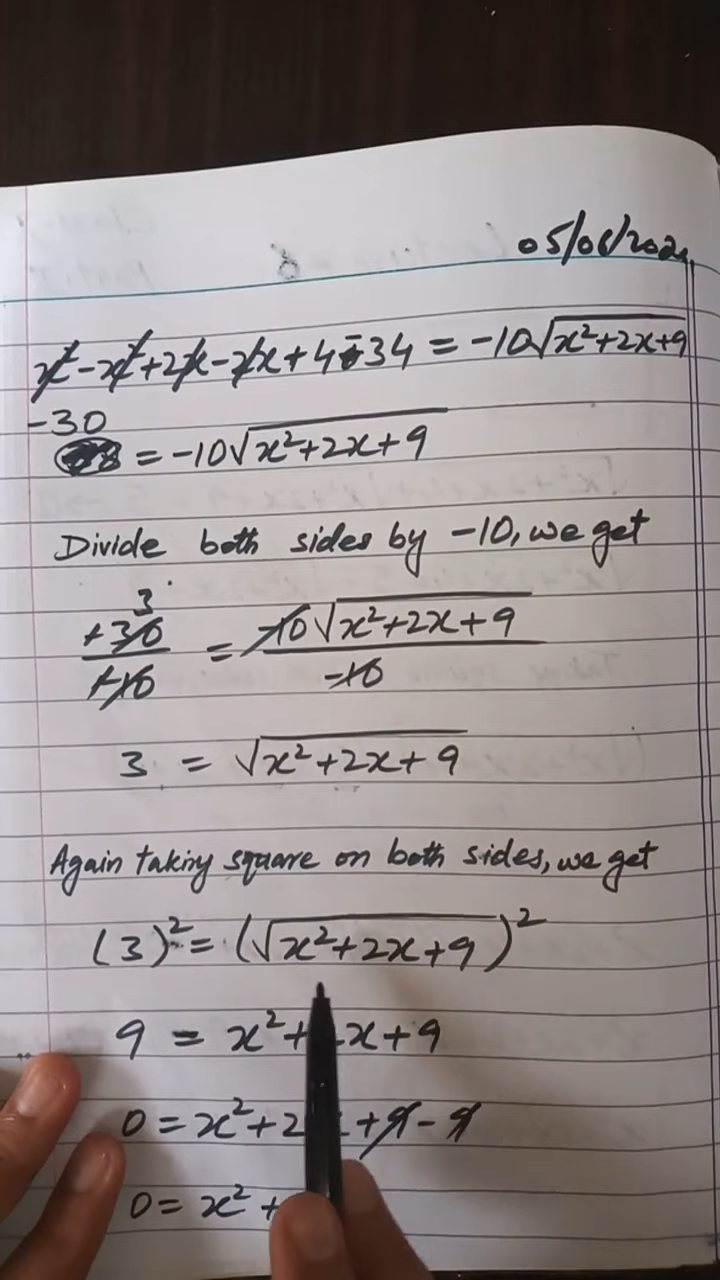 05/06/202
x² - x² + 2x - 2x + 4 - 34 = -10√x²+2x+9
-30
= -10√x²+2x+9
Divide both sides by -10, we get
3
+30/+10 = -10√x²+2x+9/-10
3 = √x²+2x+9
Again taking square on both sides, we get
(3)² = (√x²+2x+9)²
9 = x²+ x+9
0 = x²+2 +9-9
0 = x² +